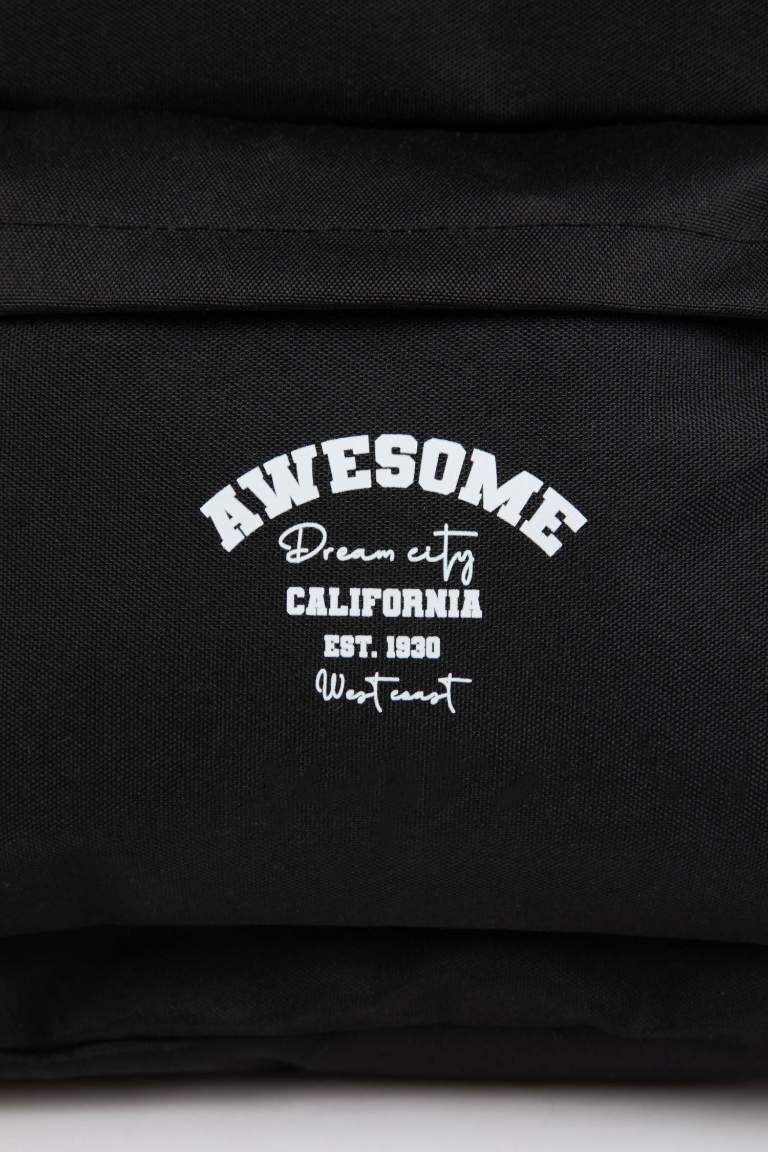 AWESOME
Dream city
CALIFORNIA
EST. 1930
West coast